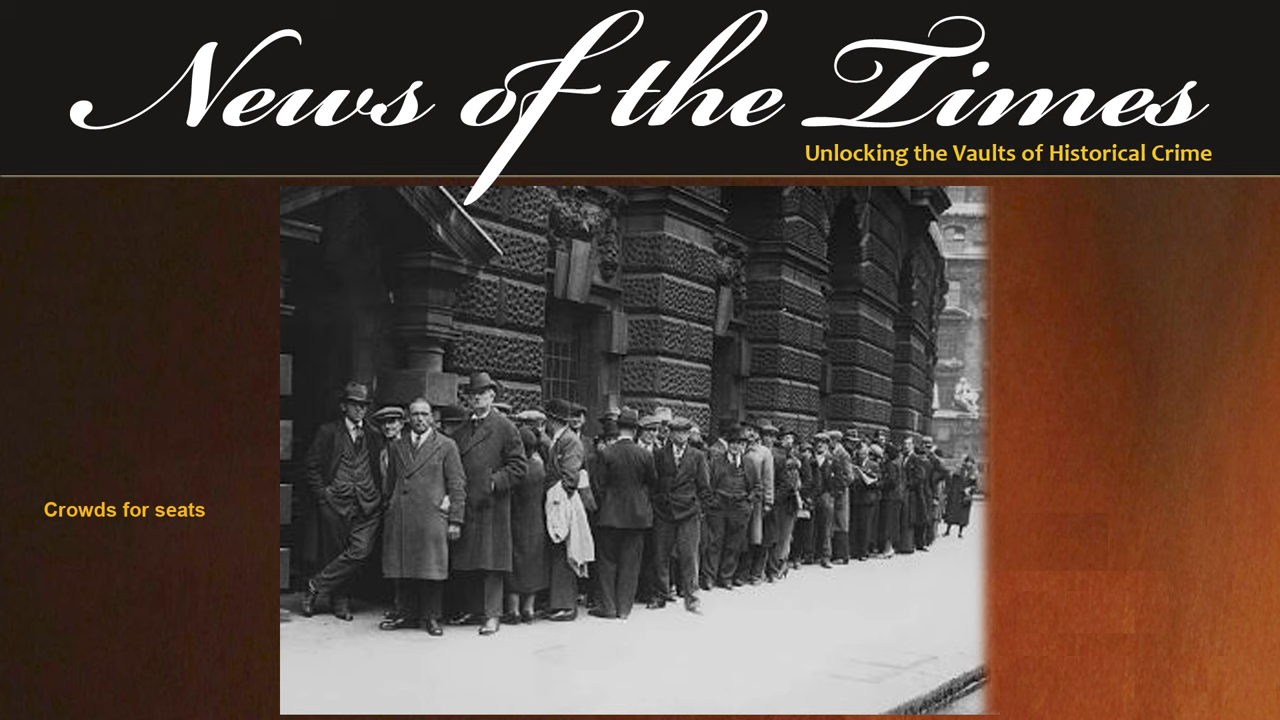 News of the Times
Unlocking the Vaults of Historical Crime
Crowds for seats